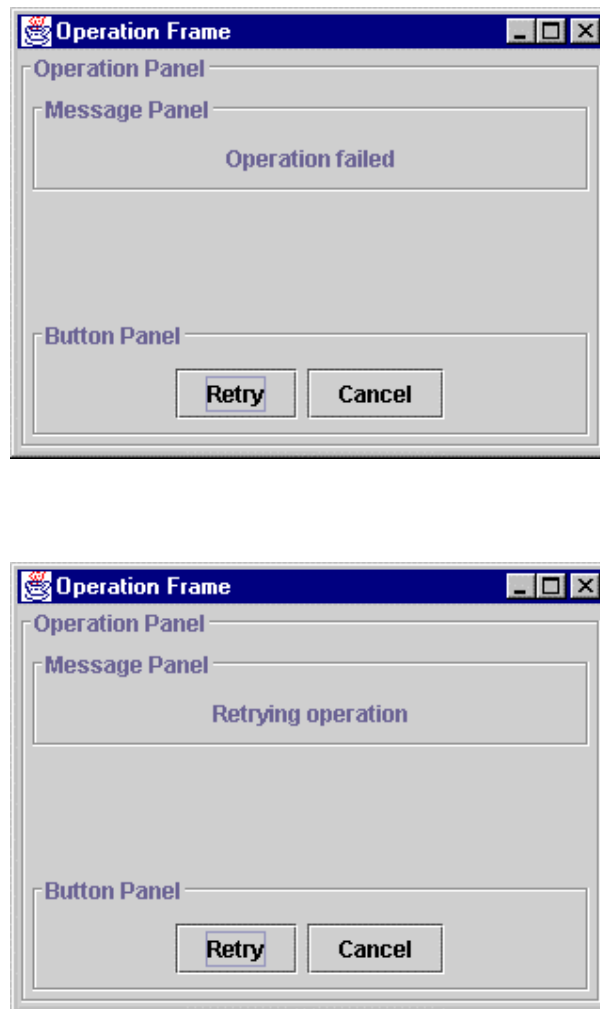 Operation Frame
Operation Panel
Message Panel
Operation failed
Button Panel
Retry Cancel
Operation Frame
Operation Panel
Message Panel
Retrying operation
Button Panel
Retry Cancel